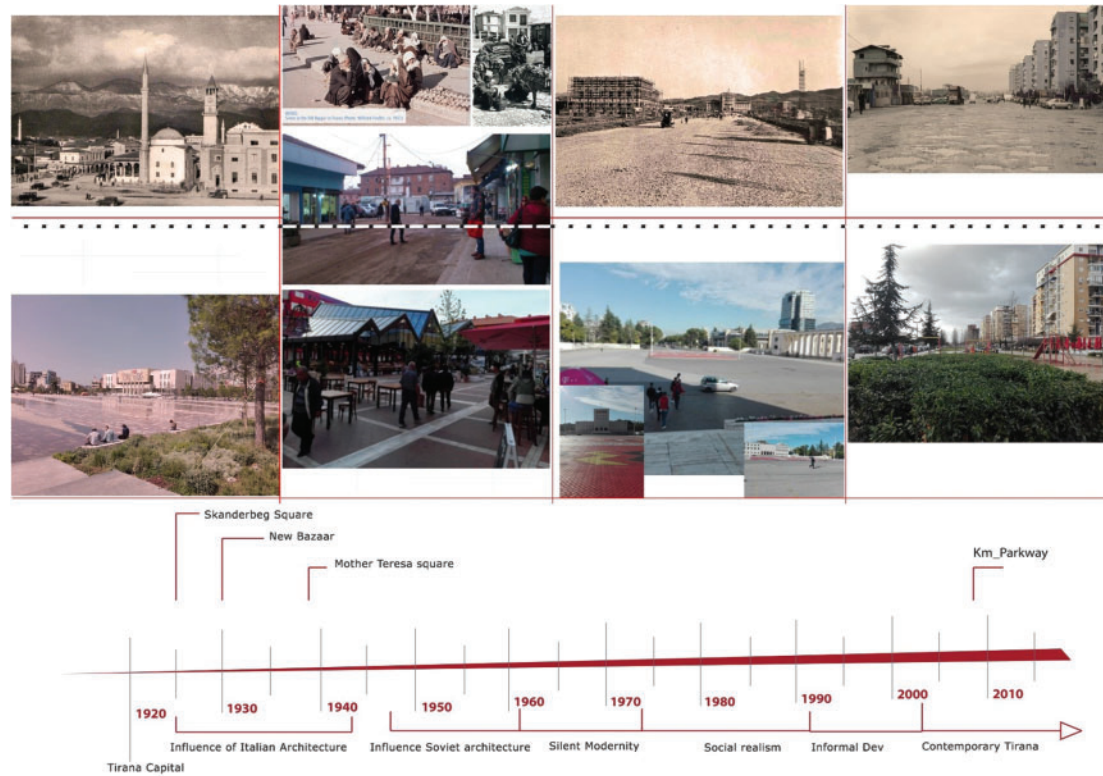 Skanderbeg Square
New Bazaar
Mother Teresa square
Km_Parkway
1920
1930
1940
1950
1960
1970
1980
1990
2000
2010
Influence of Italian Architecture
Influence Soviet architecture
Silent Modernity
Social realism
Informal Dev
Contemporary Tirana
Tirana Capital